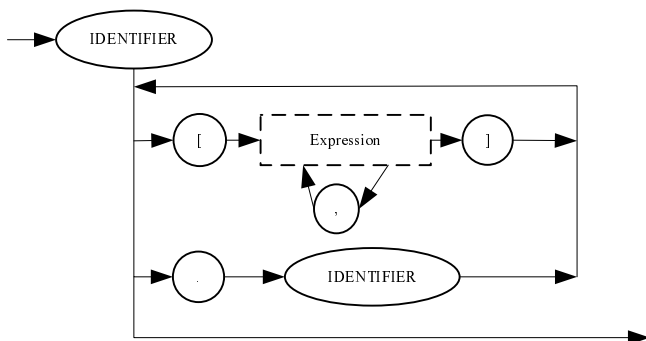 IDENTIFIER
[ Expression ]
,
. IDENTIFIER